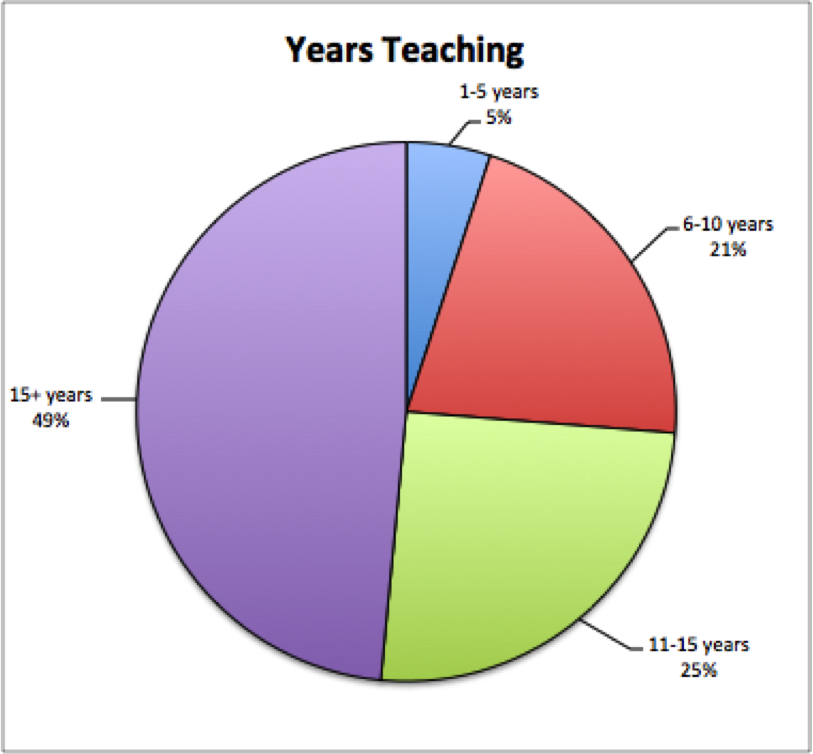 Years Teaching
1-5 years
5%
6-10 years
21%
15+ years
49%
11-15 years
25%